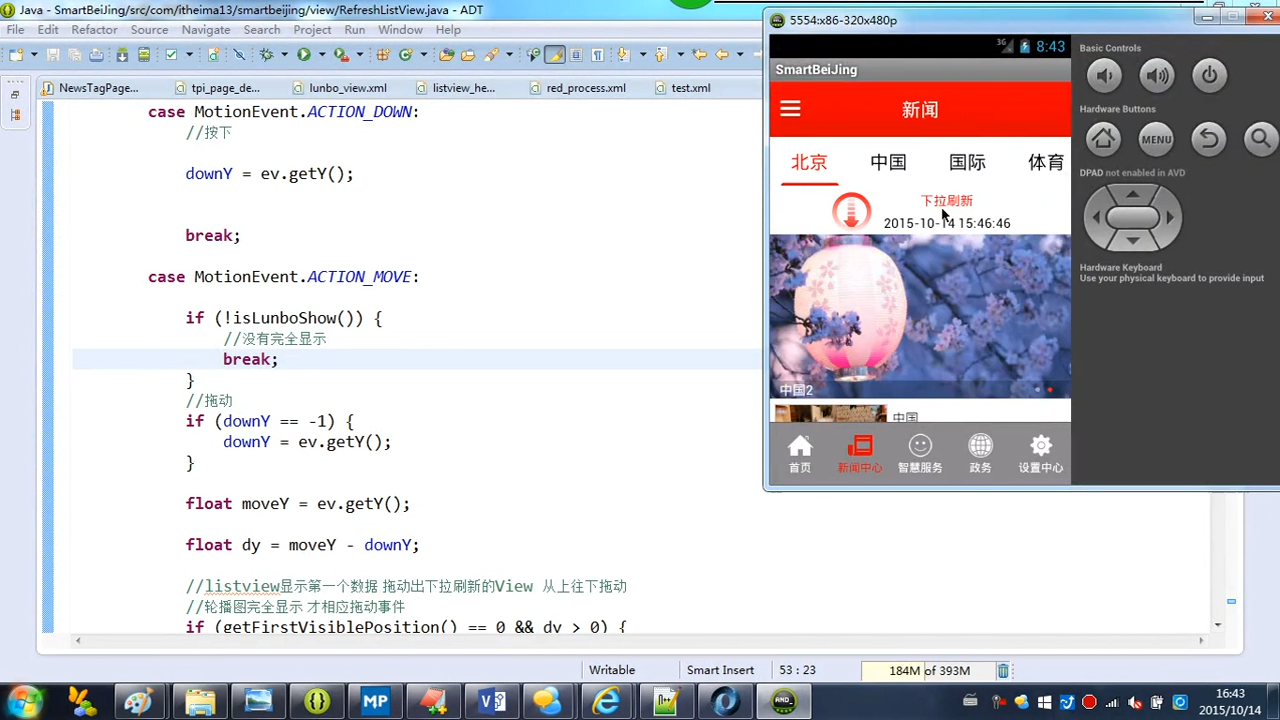 Java - SmartBeiJing/src/com/itheima13/smartbeijing/view/RefreshListView.java - ADT
File Edit Refactor Source Navigate Search Project Run Window Help
NewsTagPage... tpi_page_de... lunbo_view.xml listview_he... red_process.xml test.xml
case MotionEvent.ACTION_DOWN:
//按下
downY = ev.getY();
break;
case MotionEvent.ACTION_MOVE:
if (!isLunboShow()) {
//没有完全显示
break;
}
//拖动
if (downY == -1) {
downY = ev.getY();
}
float moveY = ev.getY();
float dy = moveY - downY;
//listview显示第一个数据 拖动出下拉刷新的View 从上往下拖动
//轮播图完全显示 才相应拖动事件
if (getFirstVisiblePosition() == 0 && dy > 0) {
Writable Smart Insert 53 : 23 184M of 393M
5554:x86-320x480p
3G 8:43
SmartBeiJing
新闻
北京 中国 国际 体育
下拉刷新
2015-10-14 15:46:46
中国2
中国
首页 新闻中心 智慧服务 政务 设置中心
Basic Controls
Hardware Buttons
MENU
DPAD not enabled in AVD
Hardware Keyboard
Use your physical keyboard to provide input
MP
16:43
2015/10/14